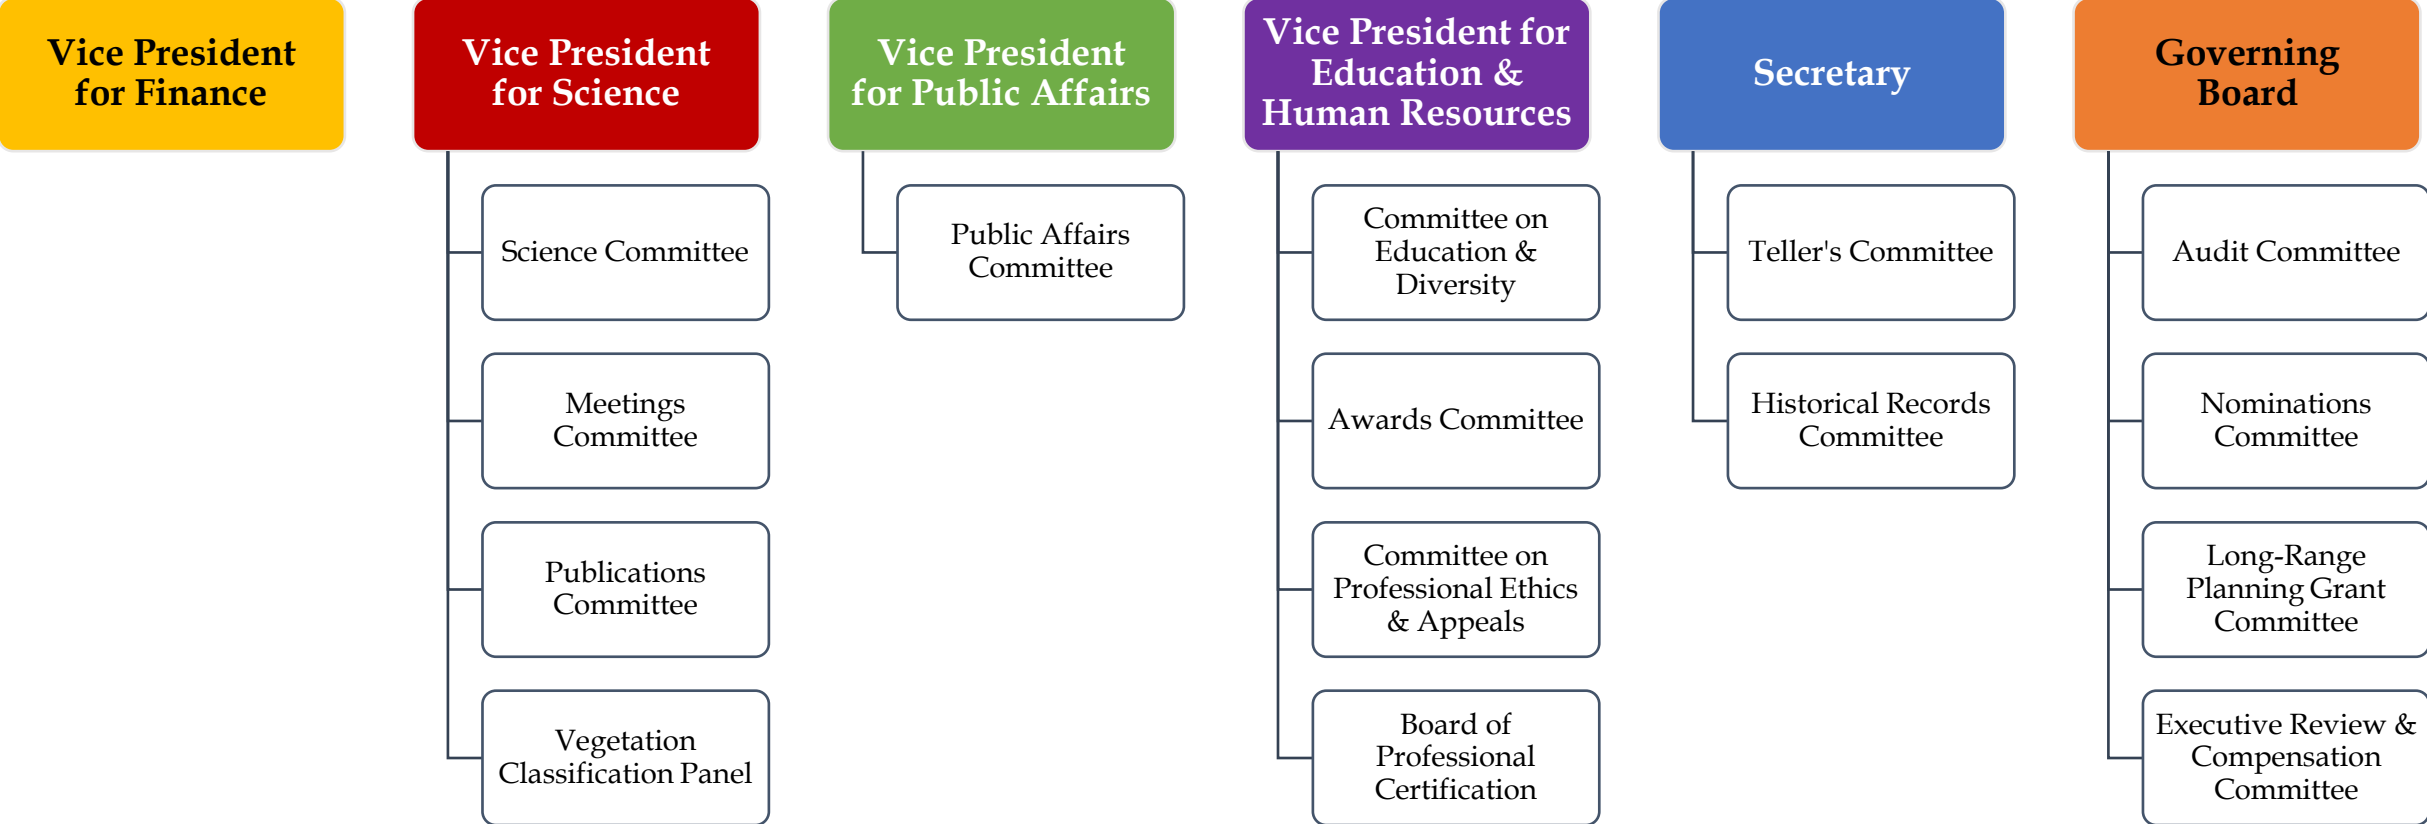 Vice President
for Finance
Vice President
for Science
Science Committee
Meetings
Committee
Publications
Committee
Vegetation
Classification Panel
Vice President
for Public Affairs
Public Affairs
Committee
Vice President for
Education &
Human Resources
Committee on
Education &
Diversity
Awards Committee
Committee on
Professional Ethics
& Appeals
Board of
Professional
Certification
Secretary
Teller's Committee
Historical Records
Committee
Governing
Board
Audit Committee
Nominations
Committee
Long-Range
Planning Grant
Committee
Executive Review &
Compensation
Committee